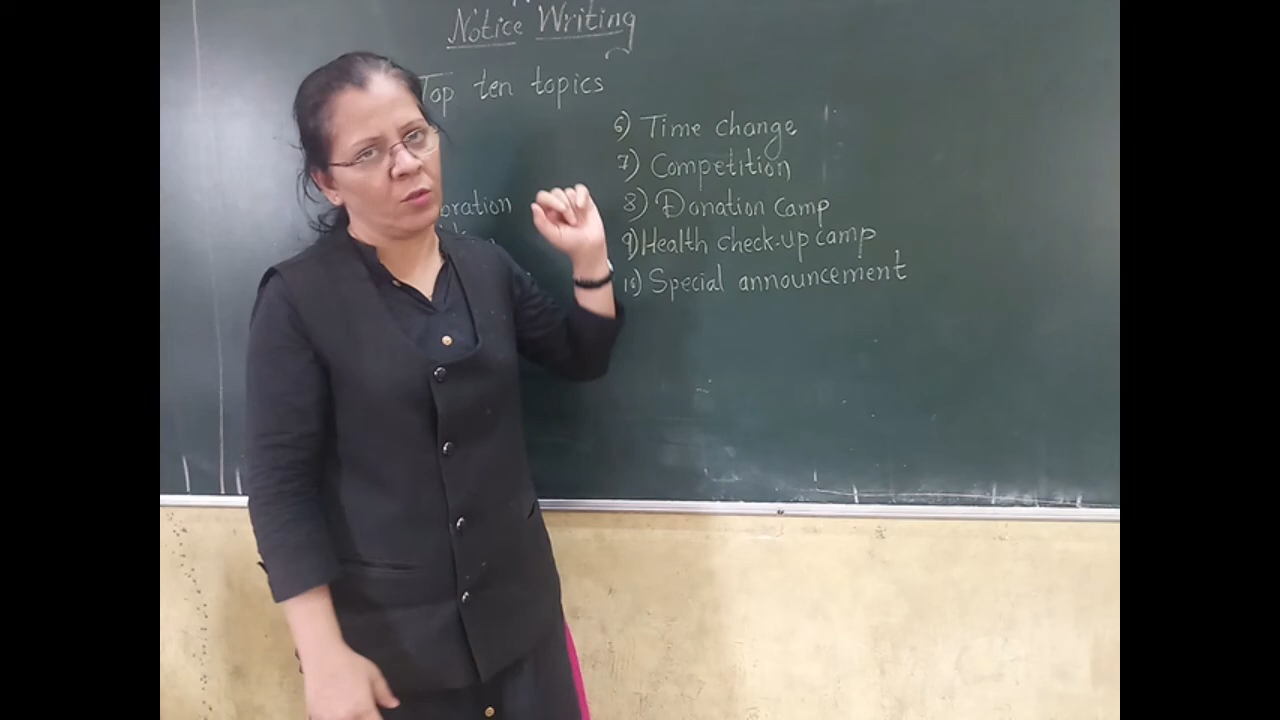 Notice Writing
Top ten topics
6) Time change
7) Competition
8) Donation camp
9) Health check-up camp
10) Special announcement